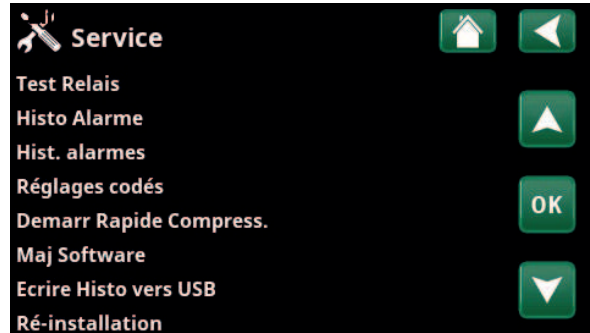 Service
Test Relais
Histo Alarme
Hist. alarmes
Réglages codés
OK
Demarr Rapide Compress.
Maj Software
Ecrire Histo vers USB
Ré-installation